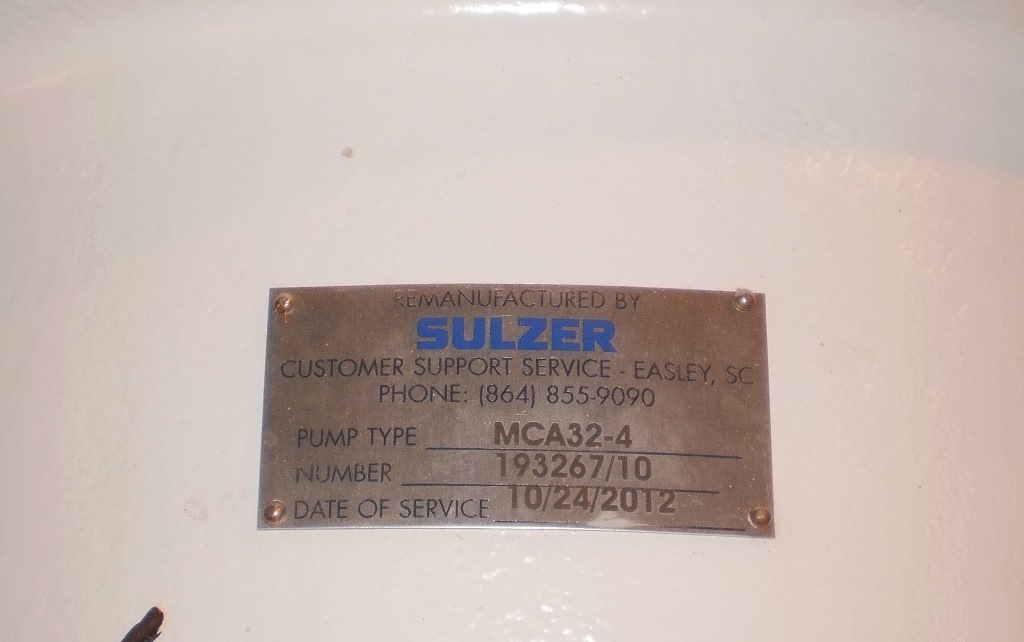 REMANUFACTURED BY
SULZER
CUSTOMER SUPPORT SERVICE - EASLEY, SC
PHONE: (864) 855-9090
PUMP TYPE MCA32-4
NUMBER 193267/10
DATE OF SERVICE 10/24/2012